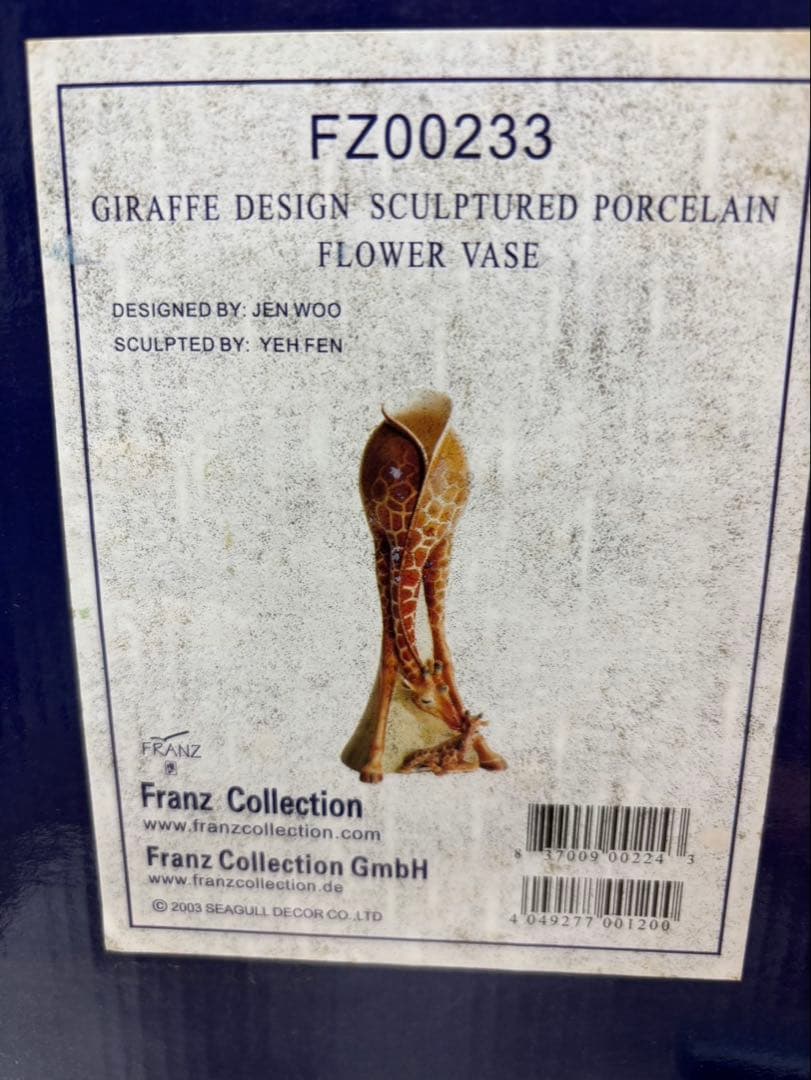 FZ00233
GIRAFFE DESIGN SCULPTURED PORCELAIN
FLOWER VASE
DESIGNED BY: JEN WOO
SCULPTED BY: YEH FEN
FRANZ
Franz Collection
www.franzcollection.com
Franz Collection GmbH
www.franzcollection.de
© 2003 SEAGULL DECOR CO.,LTD
8 37009 00224 3
4 049277 001200